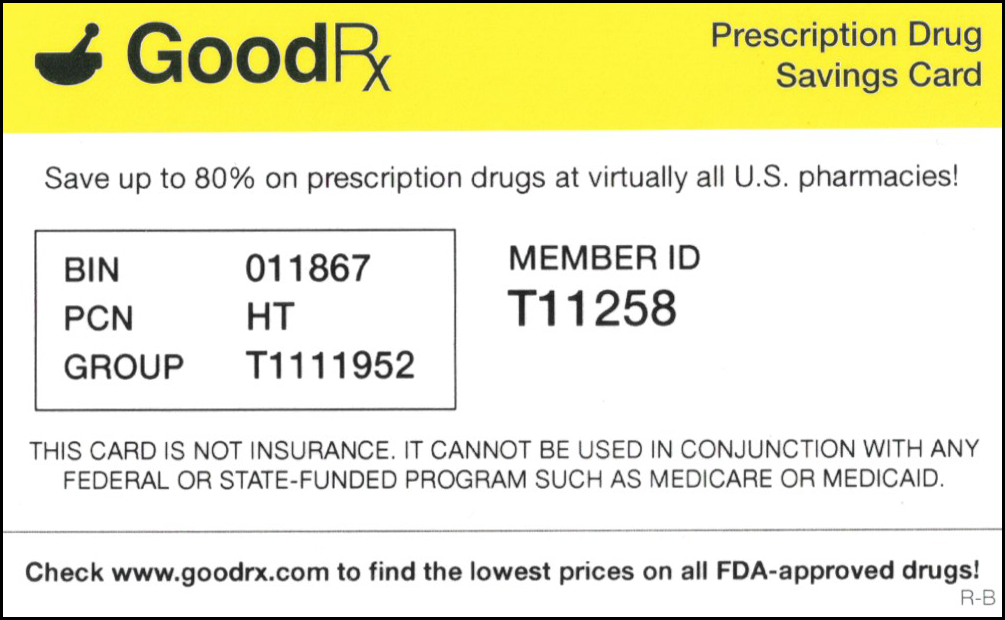 GoodRx
Prescription Drug
Savings Card
Save up to 80% on prescription drugs at virtually all U.S. pharmacies!
BIN 011867
PCN HT
GROUP T1111952
MEMBER ID
T11258
THIS CARD IS NOT INSURANCE. IT CANNOT BE USED IN CONJUNCTION WITH ANY
FEDERAL OR STATE-FUNDED PROGRAM SUCH AS MEDICARE OR MEDICAID.
Check www.goodrx.com to find the lowest prices on all FDA-approved drugs!
R-B